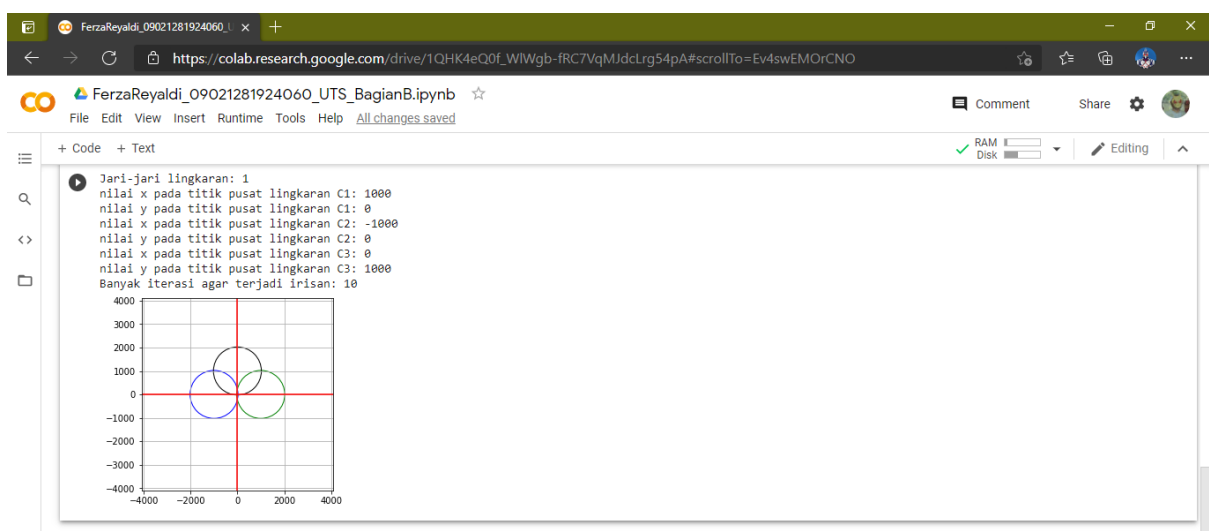 FerzaReyaldi_09021281924060_U
https://colab.research.google.com/drive/1QHK4eQ0f_WlWgb-fRC7VqMJdcLrg54pA#scrollTo=Ev4swEMOrCNO
CO
FerzaReyaldi_09021281924060_UTS_BagianB.ipynb
Comment Share
File Edit View Insert Runtime Tools Help All changes saved
+ Code + Text
RAM
Disk
Editing
Jari-jari lingkaran: 1
nilai x pada titik pusat lingkaran C1: 1000
nilai y pada titik pusat lingkaran C1: 0
nilai x pada titik pusat lingkaran C2: -1000
nilai y pada titik pusat lingkaran C2: 0
nilai x pada titik pusat lingkaran C3: 0
nilai y pada titik pusat lingkaran C3: 1000
Banyak iterasi agar terjadi irisan: 10
4000
3000
2000
1000
0
−1000
−2000
−3000
−4000
−4000 −2000 0 2000 4000